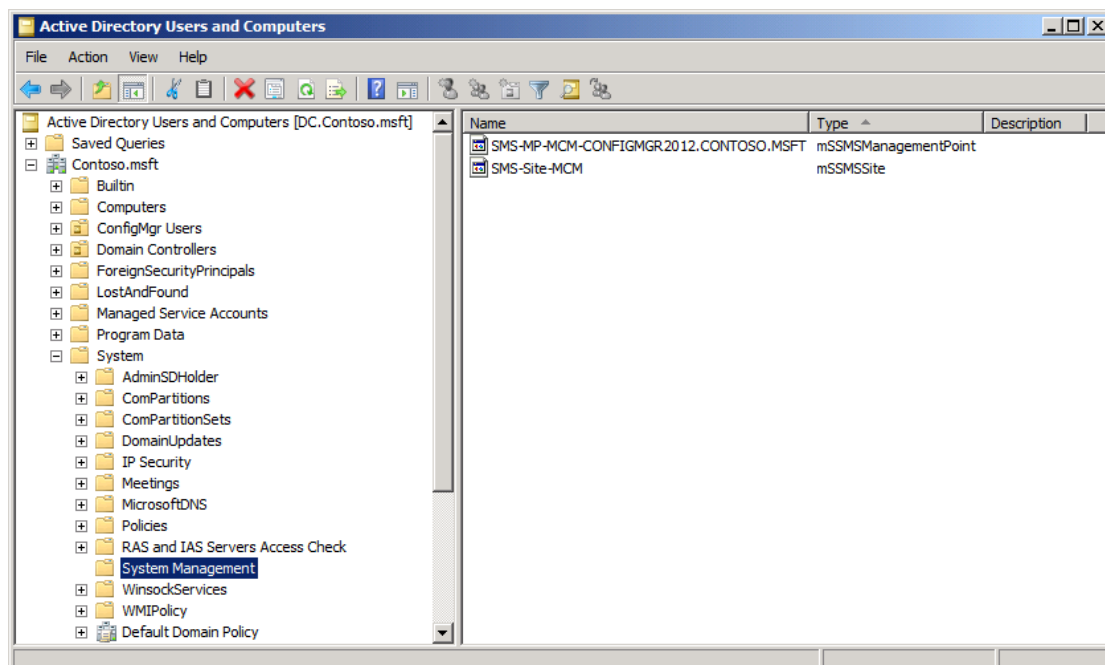 Active Directory Users and Computers
File Action View Help
Active Directory Users and Computers [DC.Contoso.msft]
Saved Queries
Contoso.msft
Builtin
Computers
ConfigMgr Users
Domain Controllers
ForeignSecurityPrincipals
LostAndFound
Managed Service Accounts
Program Data
System
AdminSDHolder
ComPartitions
ComPartitionSets
DomainUpdates
IP Security
Meetings
MicrosoftDNS
Policies
RAS and IAS Servers Access Check
System Management
WinsockServices
WMIPolicy
Default Domain Policy
Name Type Description
SMS-MP-MCM-CONFIGMGR2012.CONTOSO.MSFT mSSMSManagementPoint
SMS-Site-MCM mSSMSSite